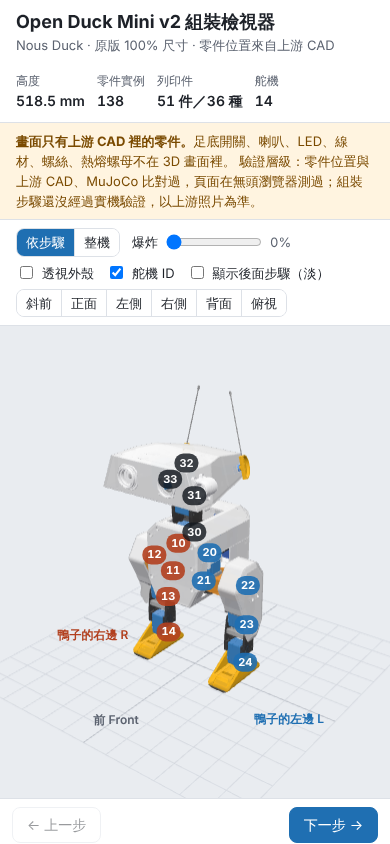 Open Duck Mini v2 組裝檢視器
Nous Duck · 原版 100% 尺寸 · 零件位置來自上游 CAD
高度 零件實例 列印件 舵機
518.5 mm 138 51 件／36 種 14
畫面只有上游 CAD 裡的零件。足底開關、喇叭、LED、線
材、螺絲、熱熔螺母不在 3D 畫面裡。 驗證層級：零件位置與
上游 CAD、MuJoCo 比對過，頁面在無頭瀏覽器測過；組裝
步驟還沒經過實機驗證，以上游照片為準。
依步驟 整機 爆炸 0%
透視外殼 舵機 ID 顯示後面步驟（淡）
斜前 正面 左側 右側 背面 俯視
32
33
31
30
10
12 20
11 21
22
13
14 23
鴨子的右邊 R
24
前 Front 鴨子的左邊 L
← 上一步 下一步 →